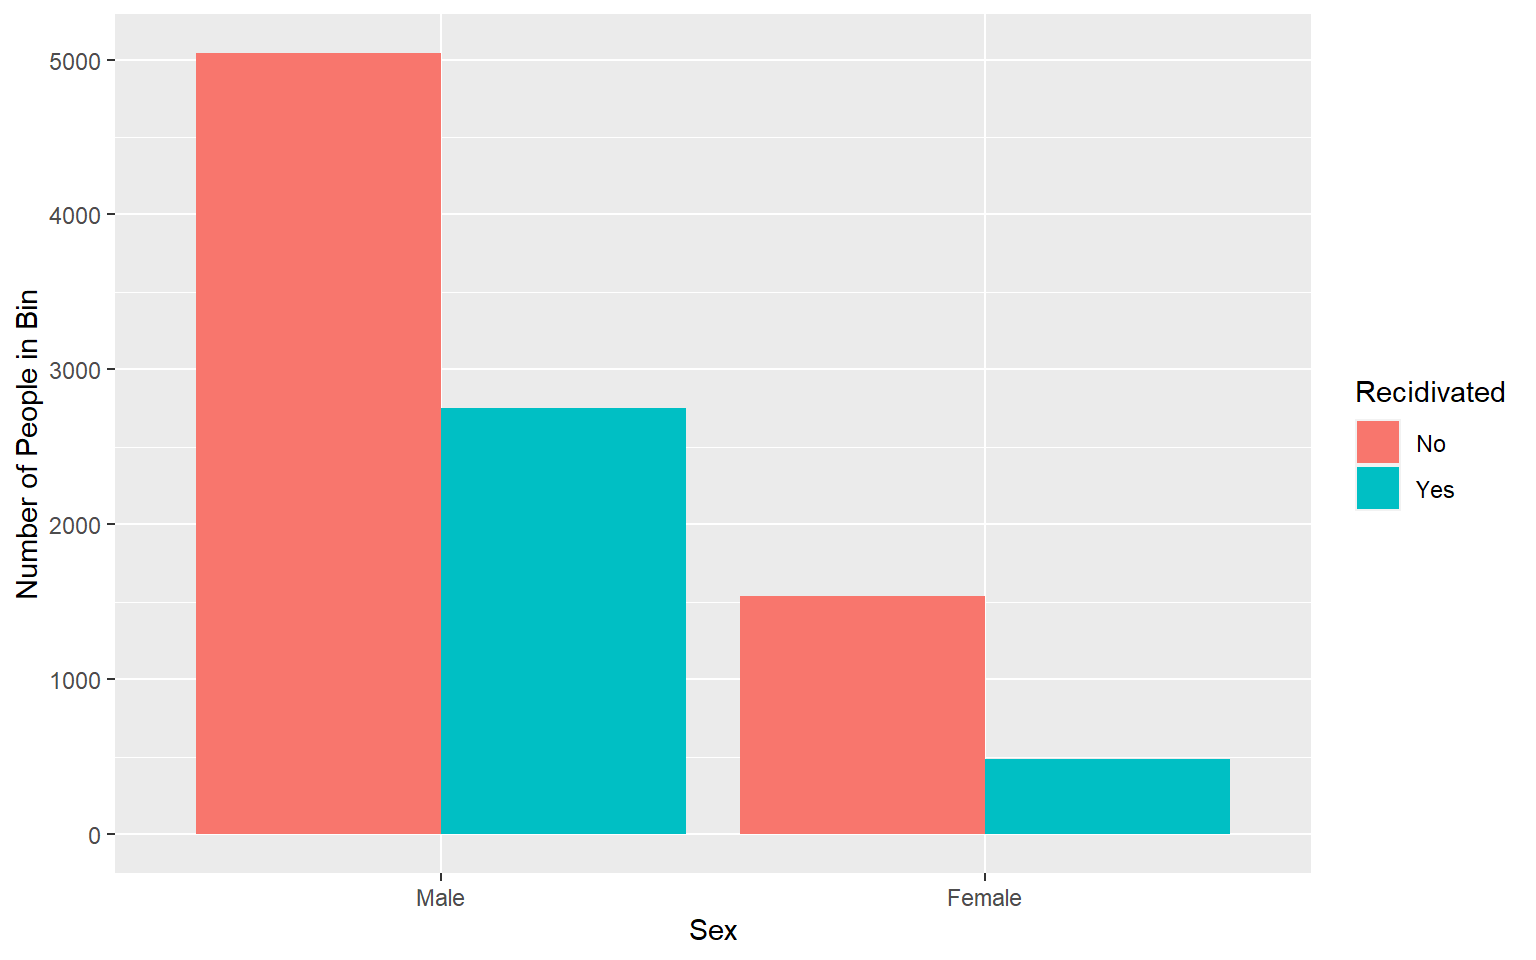 Number of People in Bin
5000
4000
3000
2000
1000
0
Male
Female
Sex
Recidivated
No
Yes